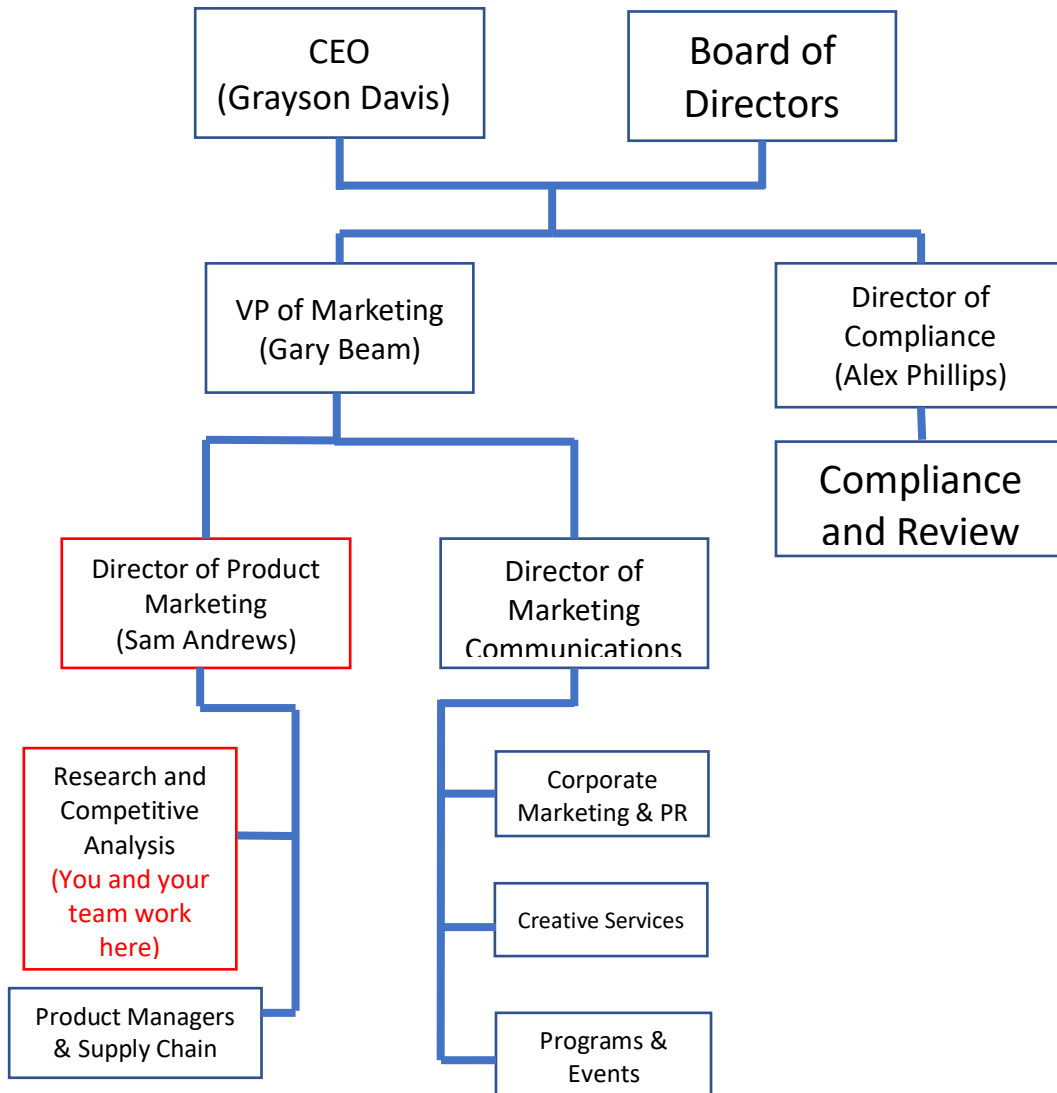 CEO
(Grayson Davis)
Board of
Directors
VP of Marketing
(Gary Beam)
Director of
Compliance
(Alex Phillips)
Compliance
and Review
Director of Product
Marketing
(Sam Andrews)
Director of
Marketing
Communications
Research and
Competitive
Analysis
(You and your
team work
here)
Product Managers
& Supply Chain
Corporate
Marketing & PR
Creative Services
Programs &
Events